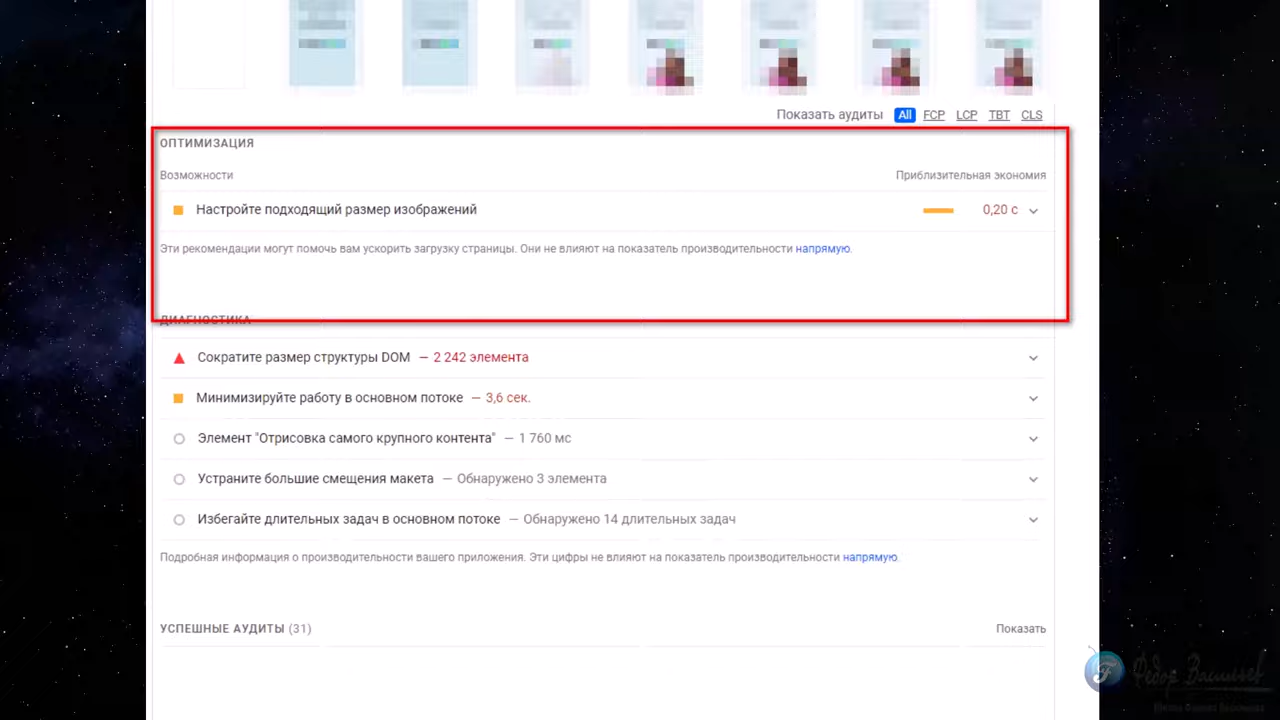 Показать аудиты All FCP LCP TBT CLS
ОПТИМИЗАЦИЯ
Возможности Приблизительная экономия
Настройте подходящий размер изображений 0,20 с
Эти рекомендации могут помочь вам ускорить загрузку страницы. Они не влияют на показатель производительности напрямую.
ДИАГНОСТИКА
Сократите размер структуры DOM — 2 242 элемента
Минимизируйте работу в основном потоке — 3,6 сек.
Элемент "Отрисовка самого крупного контента" — 1 760 мс
Устраните большие смещения макета — Обнаружено 3 элемента
Избегайте длительных задач в основном потоке — Обнаружено 14 длительных задач
Подробная информация о производительности вашего приложения. Эти цифры не влияют на показатель производительности напрямую.
УСПЕШНЫЕ АУДИТЫ (31) Показать
Федор Васильев